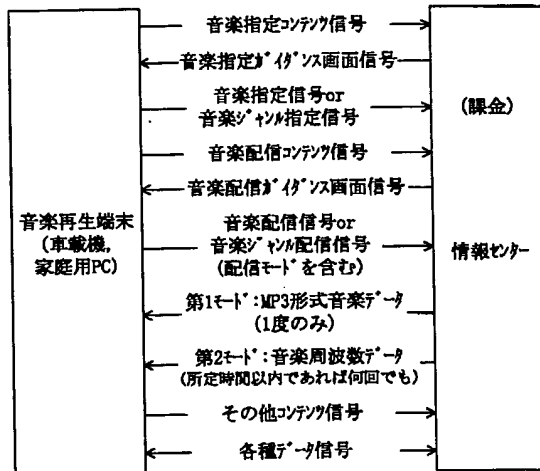 音楽指定ｺﾝﾃﾝﾂ信号
音楽指定ｶﾞｲﾀﾞﾝｽ画面信号
音楽指定信号or
音楽ｼﾞｬﾝﾙ指定信号
(課金)
音楽配信ｺﾝﾃﾝﾂ信号
音楽配信ｶﾞｲﾀﾞﾝｽ画面信号
音楽再生端末
(車載機,
家庭用PC)
音楽配信信号or
音楽ｼﾞｬﾝﾙ配信信号
(配信ﾓｰﾄﾞを含む)
情報ｾﾝﾀｰ
第1ﾓｰﾄﾞ:MP3形式音楽ﾃﾞｰﾀ
(1度のみ)
第2ﾓｰﾄﾞ:音楽周波数ﾃﾞｰﾀ
(所定時間以内であれば何回でも)
その他ｺﾝﾃﾝﾂ信号
各種ﾃﾞｰﾀ信号